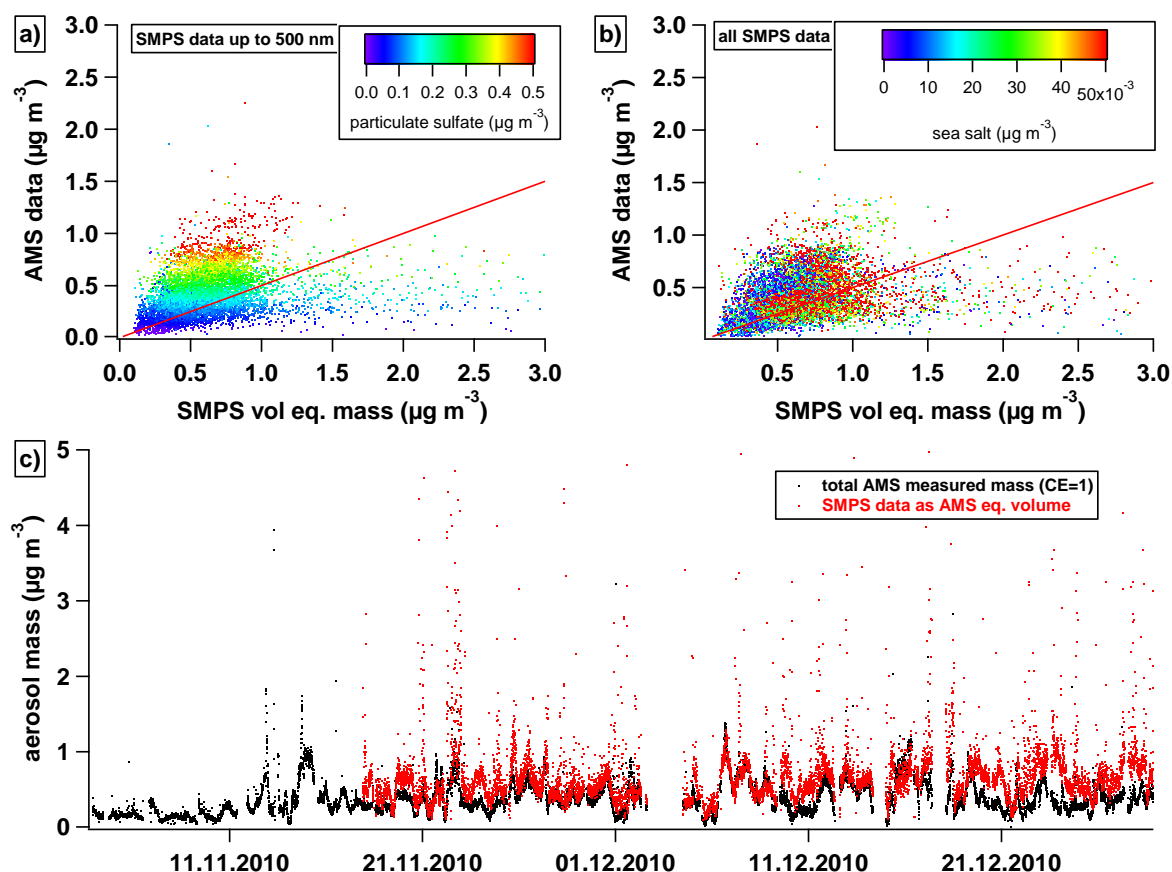 a)
SMPS data up to 500 nm
0.0 0.1 0.2 0.3 0.4 0.5
particulate sulfate (µg m⁻³)
3.0
2.5
2.0
1.5
1.0
0.5
0.0
AMS data (µg m⁻³)
0.0 0.5 1.0 1.5 2.0 2.5 3.0
SMPS vol eq. mass (µg m⁻³)
b)
all SMPS data
0 10 20 30 40 50x10⁻³
sea salt (µg m⁻³)
3.0
2.5
2.0
1.5
1.0
0.5
AMS data (µg m⁻³)
0.5 1.0 1.5 2.0 2.5 3.0
SMPS vol eq. mass (µg m⁻³)
c)
total AMS measured mass (CE=1)
SMPS data as AMS eq. volume
5
4
3
2
1
0
aerosol mass (µg m⁻³)
11.11.2010 21.11.2010 01.12.2010 11.12.2010 21.12.2010